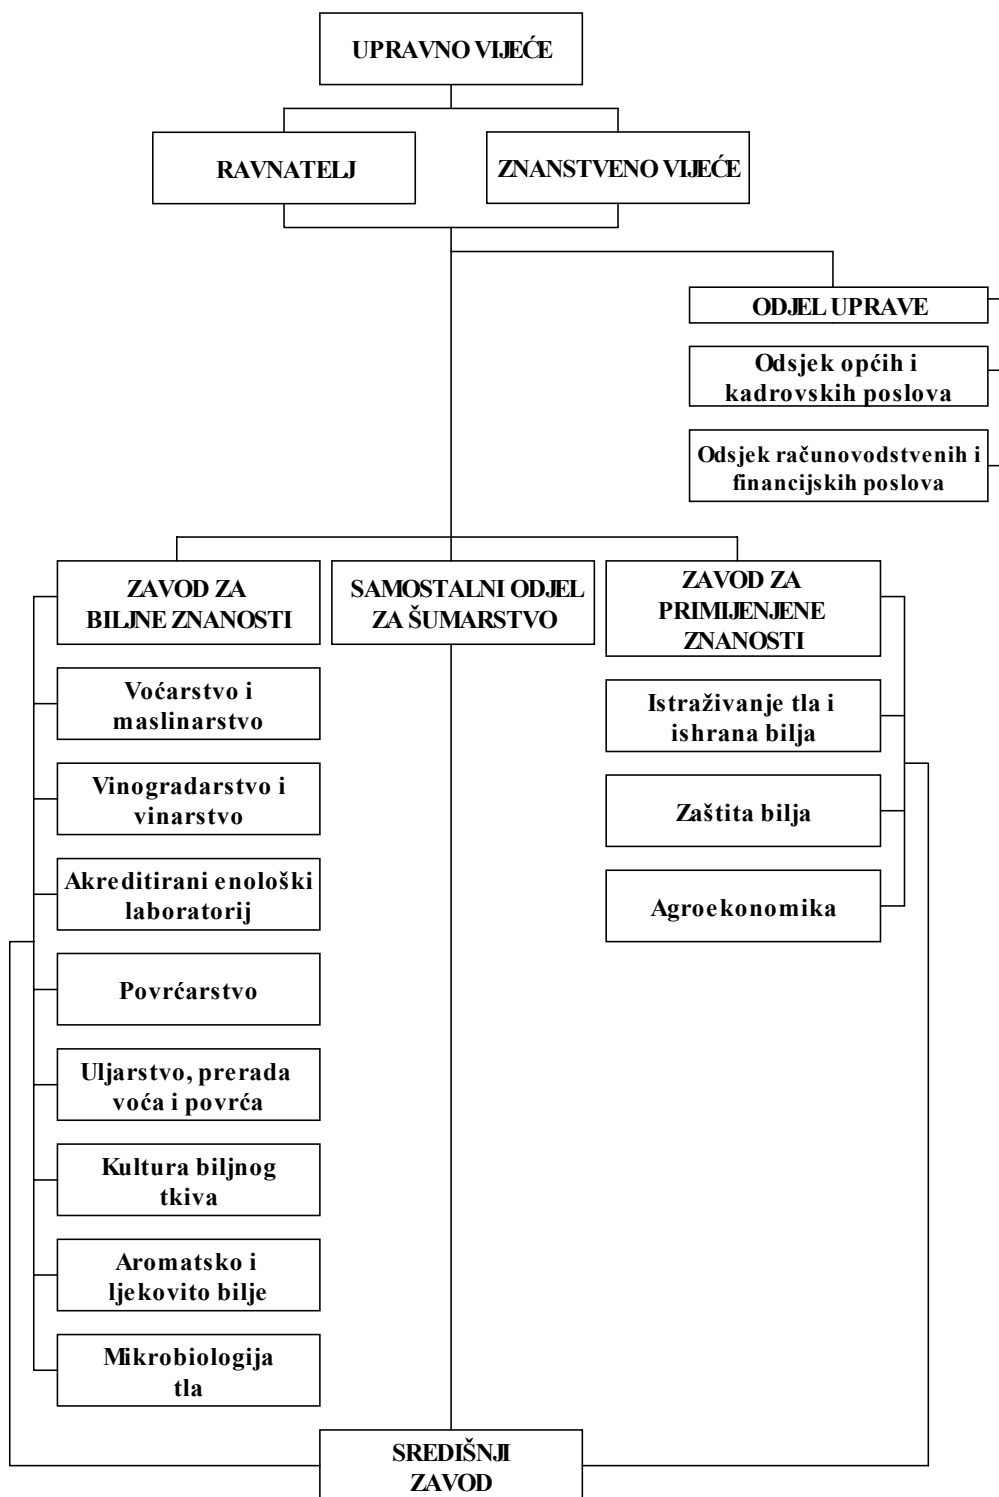 UPRAVNO VIJEĆE
RAVNATELJ
ZNANSTVENO VIJEĆE
ODJEL UPRAVE
Odsjek općih i
kadrovskih poslova
Odsjek računovodstvenih i
financijskih poslova
ZAVOD ZA
BILJNE ZNANOSTI
SAMOSTALNI ODJEL
ZA ŠUMARSTVO
ZAVOD ZA
PRIMIJENJENE
ZNANOSTI
Voćarstvo i
maslinarstvo
Vinogradarstvo i
vinarstvo
Akreditirani enološki
laboratorij
Povrćarstvo
Uljarstvo, prerada
voća i povrća
Kultura biljnog
tkiva
Aromatsko i
ljekovito bilje
Mikrobiologija
tla
Istraživanje tla i
ishrana bilja
Zaštita bilja
Agroekonomika
SREDIŠNJI
ZAVOD